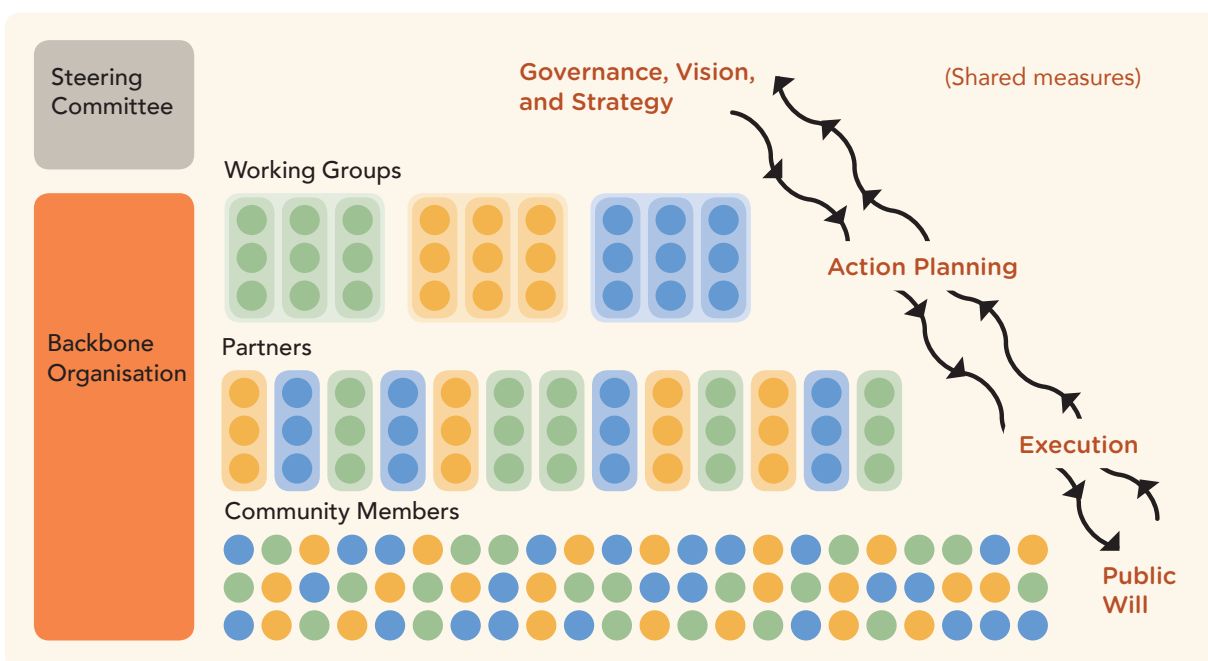 Steering
Committee
Governance, Vision,
and Strategy
(Shared measures)
Working Groups
Action Planning
Backbone
Organisation
Partners
Execution
Community Members
Public
Will